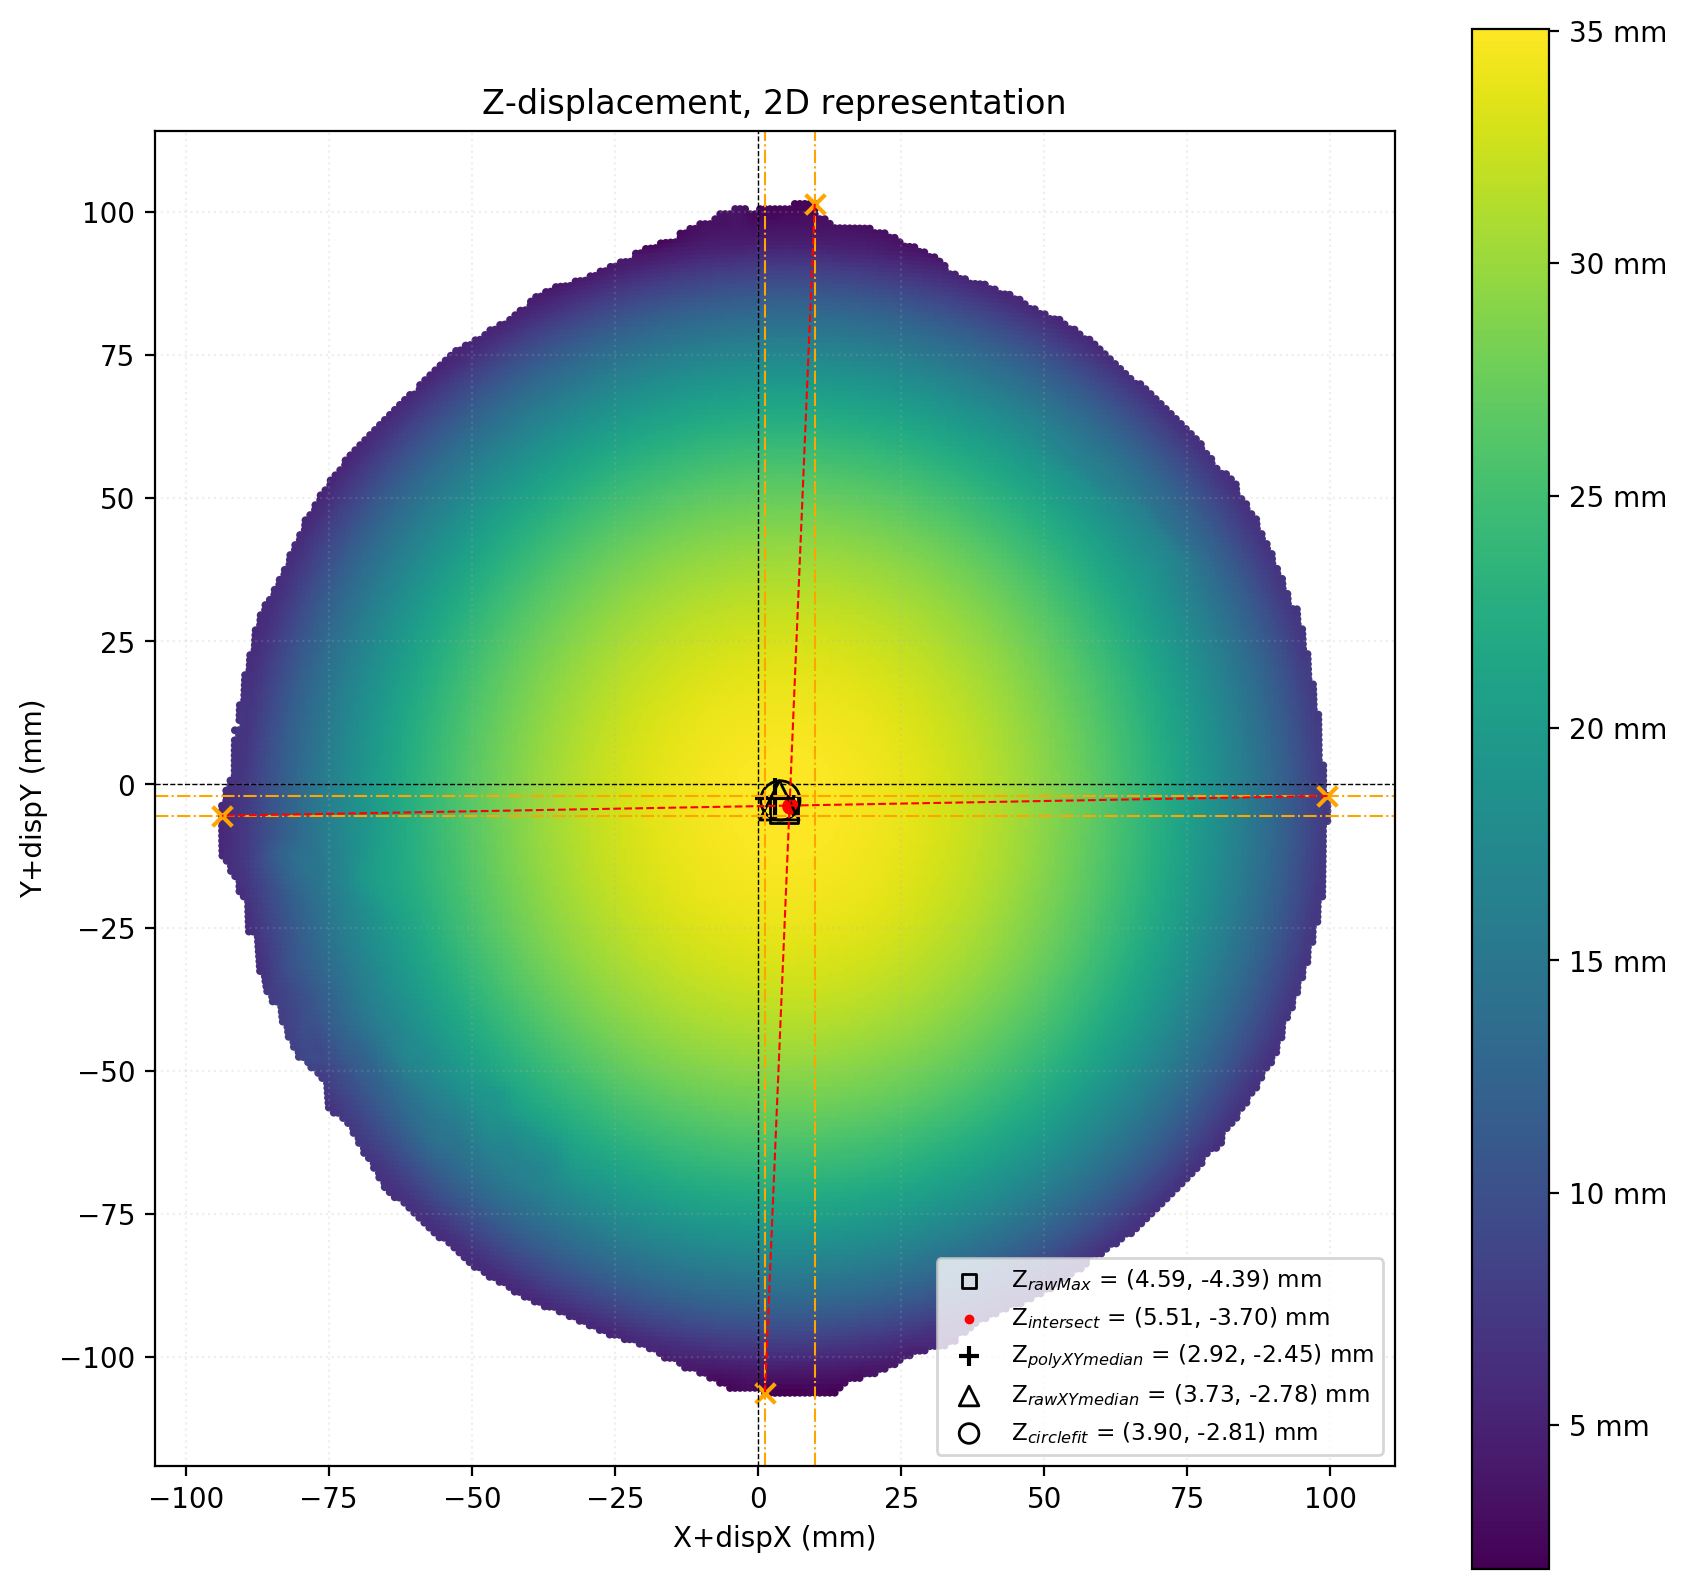 Z-displacement, 2D representation
35 mm
30 mm
25 mm
20 mm
15 mm
10 mm
5 mm
100
75
50
25
0
−25
−50
−75
−100
Y+dispY (mm)
−100 −75 −50 −25 0 25 50 75 100
X+dispX (mm)
Z_rawMax = (4.59, -4.39) mm
Z_intersect = (5.51, -3.70) mm
Z_polyXYmedian = (2.92, -2.45) mm
Z_rawXYmedian = (3.73, -2.78) mm
Z_circlefit = (3.90, -2.81) mm